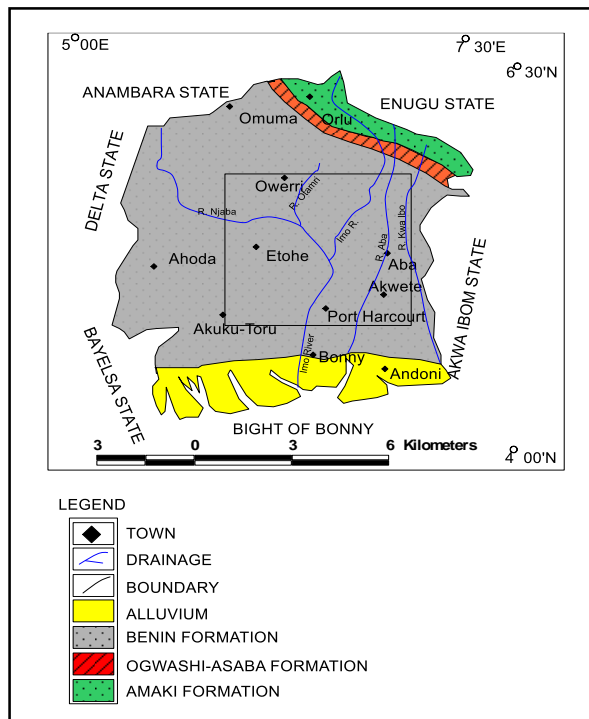 5°00'E
7°30'E
6°30'N
ANAMBARA STATE
ENUGU STATE
Omuma
Orlu
DELTA STATE
Owerri
R. Otamri
R. Njaba
Imo R.
R. Aba
R. Kwa Ibo
Ahoda
Etohe
Aba
Akwete
AKWA IBOM STATE
Akuku-Toru
Port Harcourt
BAYELSA STATE
Imo River
Bonny
Andoni
BIGHT OF BONNY
3 0 3 6 Kilometers
4°00'N
LEGEND
TOWN
DRAINAGE
BOUNDARY
ALLUVIUM
BENIN FORMATION
OGWASHI-ASABA FORMATION
AMAKI FORMATION